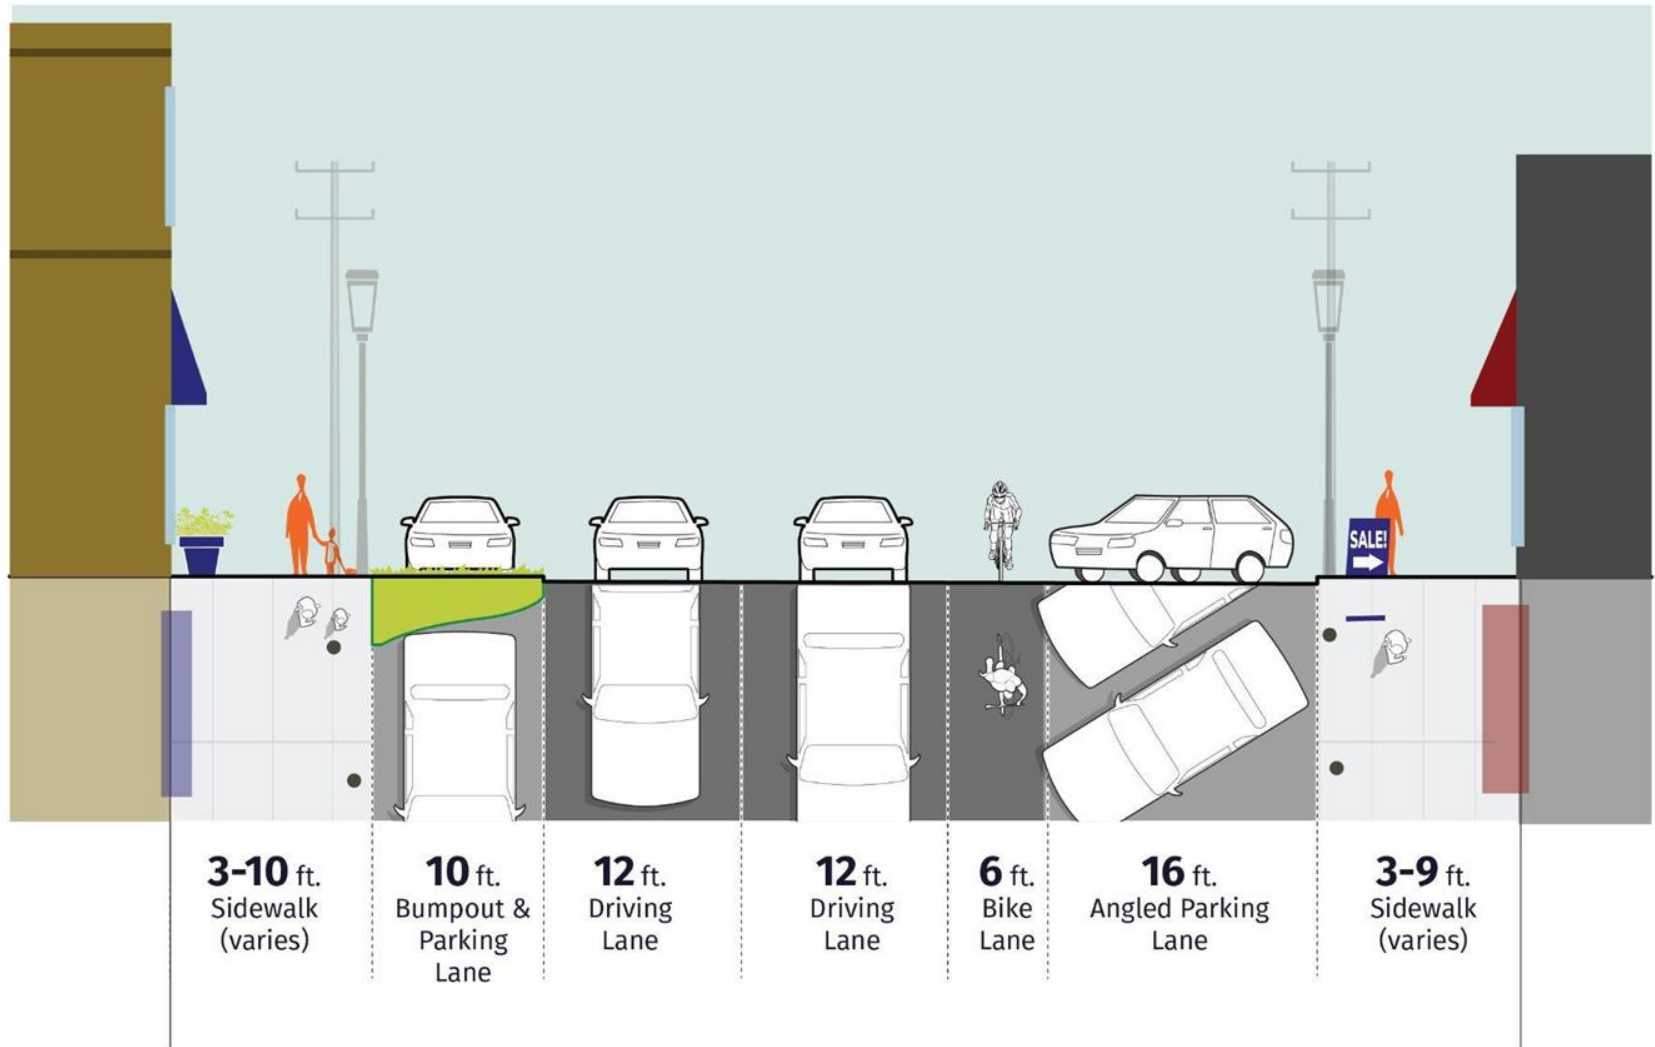 SALE!
3-10 ft.
Sidewalk
(varies)
10 ft.
Bumpout &
Parking
Lane
12 ft.
Driving
Lane
12 ft.
Driving
Lane
6 ft.
Bike
Lane
16 ft.
Angled Parking
Lane
3-9 ft.
Sidewalk
(varies)